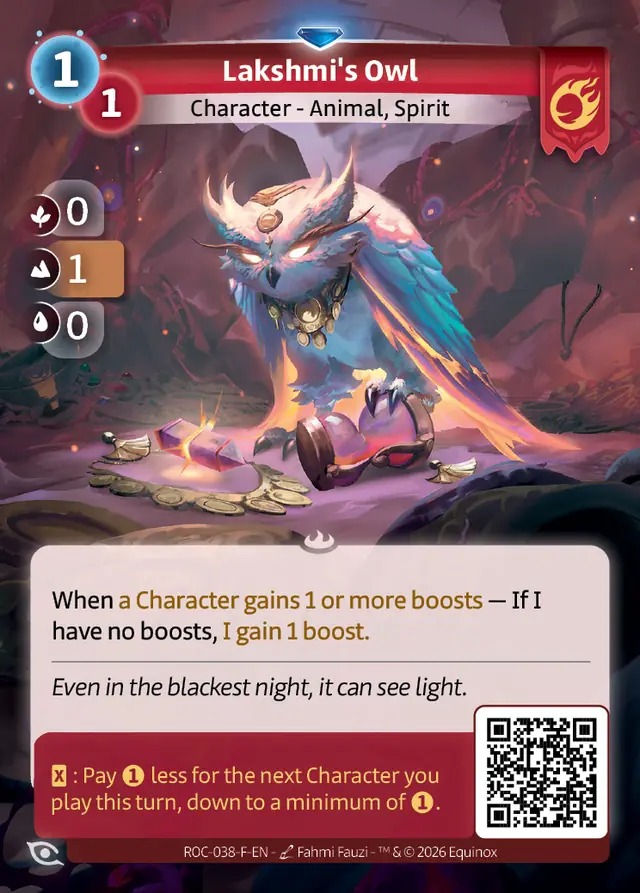 1
Lakshmi's Owl
1
Character - Animal, Spirit
0
1
0
When a Character gains 1 or more boosts — If I
have no boosts, I gain 1 boost.
Even in the blackest night, it can see light.
X : Pay 1 less for the next Character you
play this turn, down to a minimum of 1.
ROC-038-F-EN - Fahmi Fauzi - ™ & © 2026 Equinox